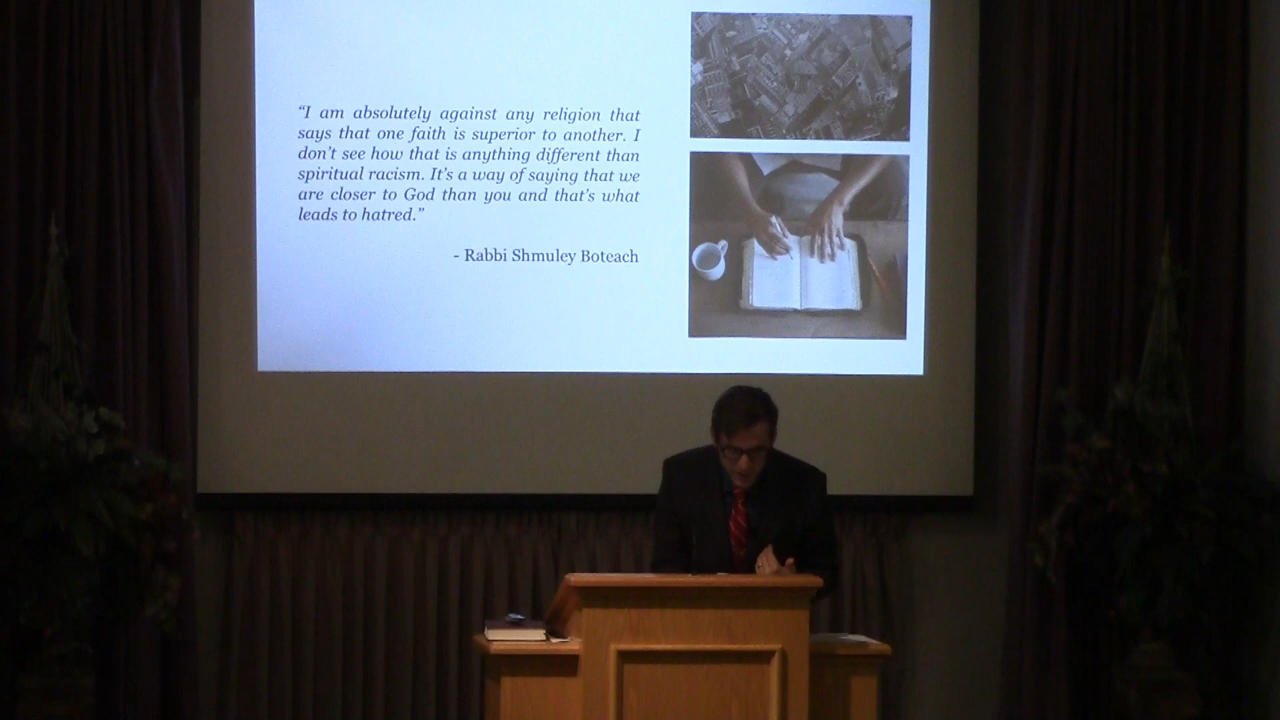 “I am absolutely against any religion that
says that one faith is superior to another. I
don’t see how that is anything different than
spiritual racism. It’s a way of saying that we
are closer to God than you and that’s what
leads to hatred.”
- Rabbi Shmuley Boteach